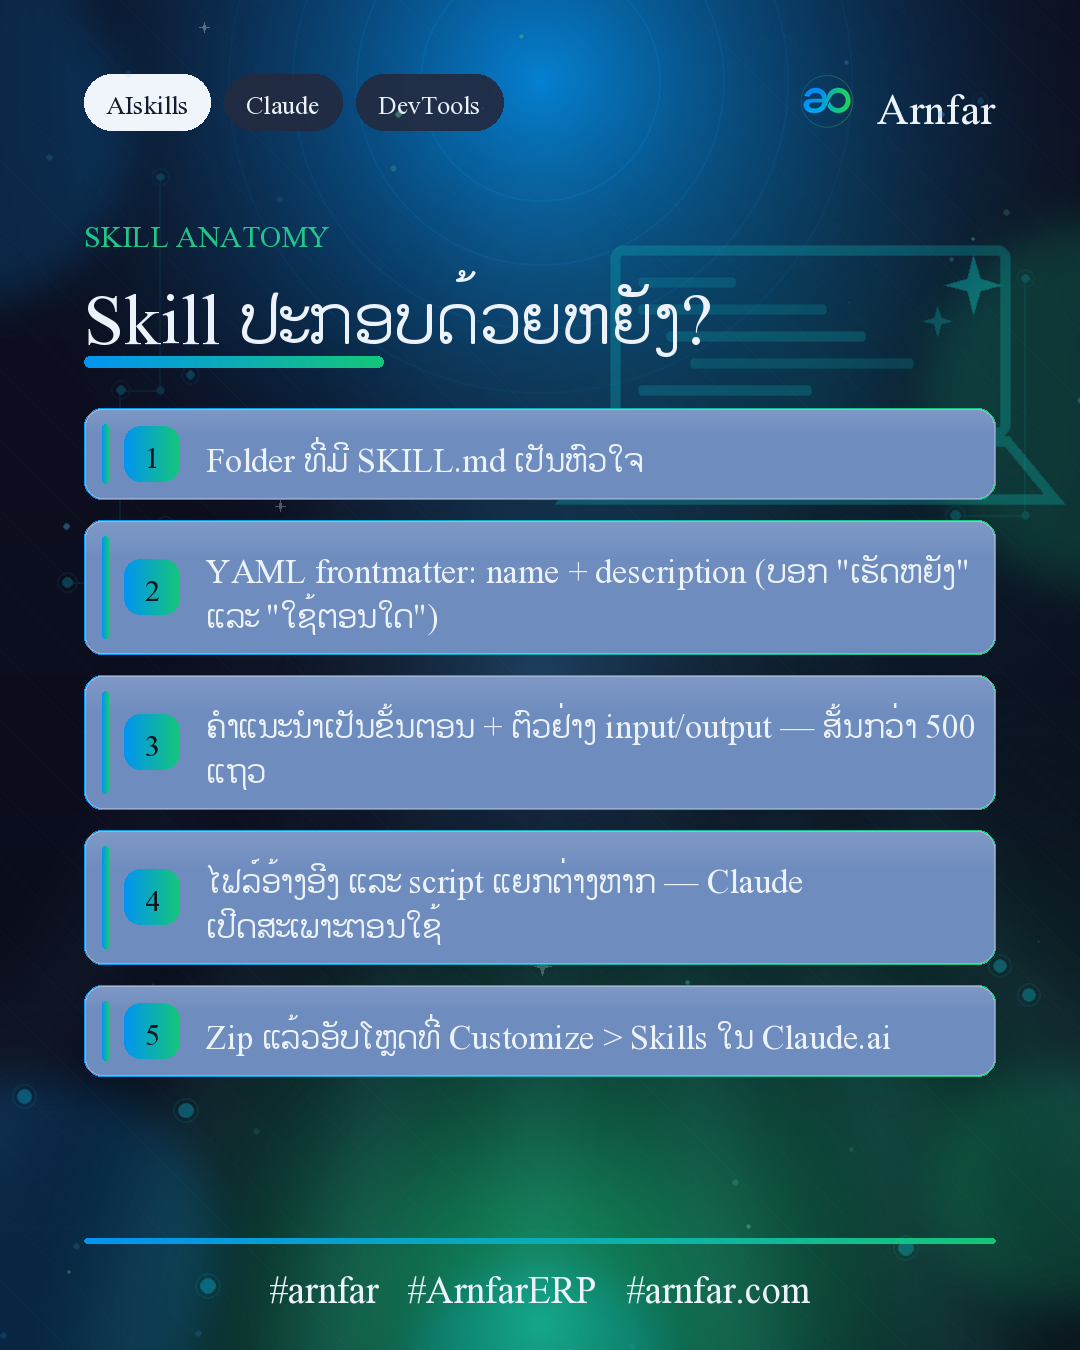 AIskills
Claude
DevTools
Arnfar
SKILL ANATOMY
Skill ປະກອບດ້ວຍຫຍັງ?
1
Folder ທີ່ມີ SKILL.md ເປັນຫົວໃຈ
2
YAML frontmatter: name + description (ບອກ "ເຮັດຫຍັງ"
ແລະ "ໃຊ້ຕອນໃດ")
3
ຄຳແນະນຳເປັນຂັ້ນຕອນ + ຕົວຢ່າງ input/output — ສັ້ນກວ່າ 500
ແຖວ
4
ໄຟລ໌ອ້າງອີງ ແລະ script ແຍກຕ່າງຫາກ — Claude
ເປີດສະເພາະຕອນໃຊ້
5
Zip ແລ້ວອັບໂຫຼດທີ່ Customize > Skills ໃນ Claude.ai
#arnfar #ArnfarERP #arnfar.com